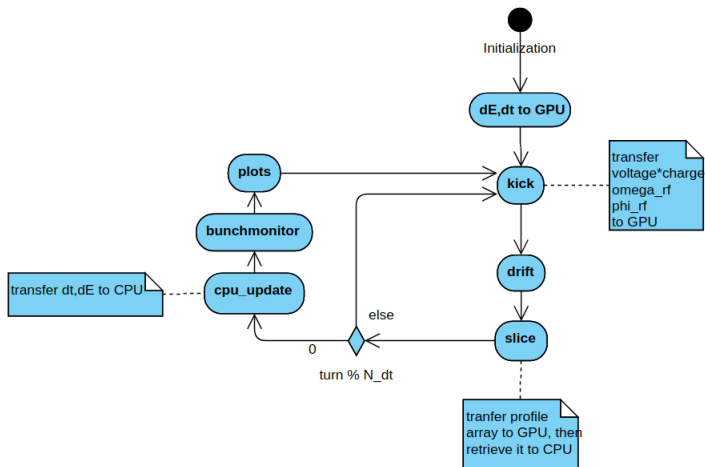 Initialization
dE,dt to GPU
plots
kick
transfer
voltage*charge
omega_rf
phi_rf
to GPU
bunchmonitor
drift
transfer dt,dE to CPU
cpu_update
else
slice
0
turn % N_dt
tranfer profile
array to GPU, then
retrieve it to CPU